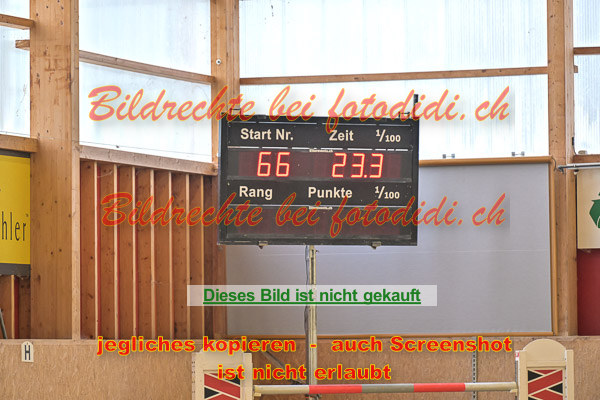 Bildrechte bei fotodidi.ch
Start Nr. Zeit 1/100
66 23.3
Rang Punkte 1/100
Bildrechte bei fotodidi.ch
hler
Dieses Bild ist nicht gekauft
jegliches kopieren - auch Screenshot
ist nicht erlaubt
H